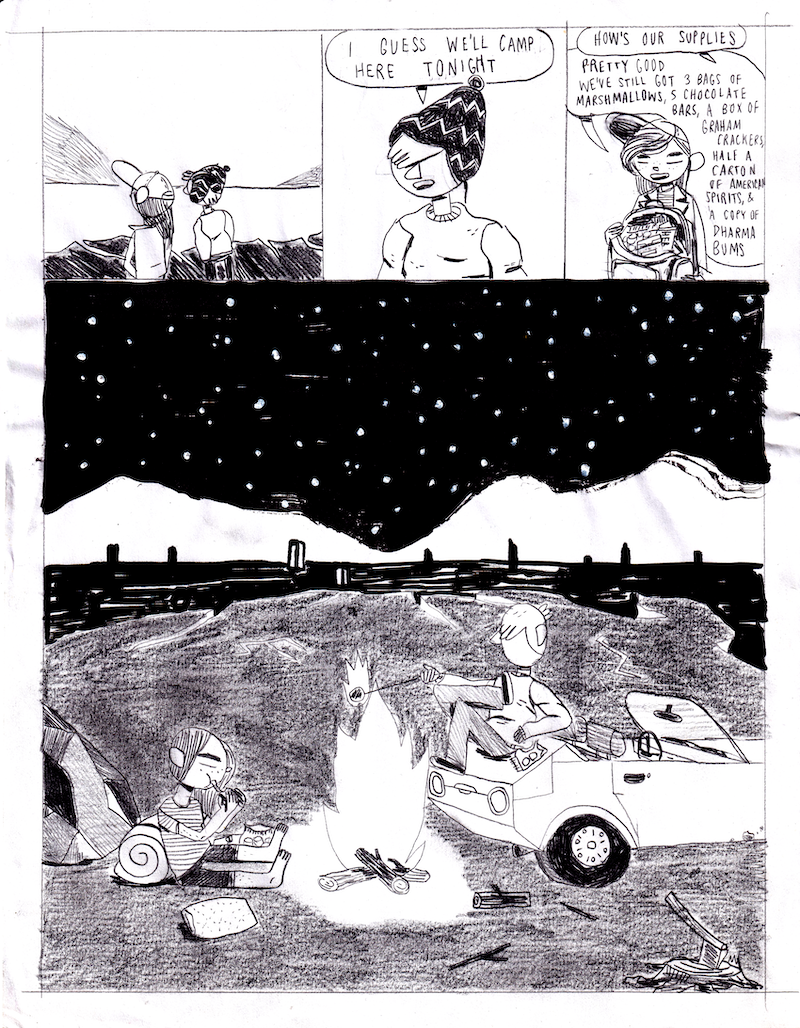 I GUESS WE'LL CAMP
HERE TONIGHT
HOW'S OUR SUPPLIES
PRETTY GOOD
WE'VE STILL GOT 3 BAGS OF
MARSHMALLOWS, 5 CHOCOLATE
BARS, A BOX OF
GRAHAM
CRACKERS,
HALF A
CARTON
OF AMERICAN
SPIRITS, &
A COPY OF
DHARMA
BUMS